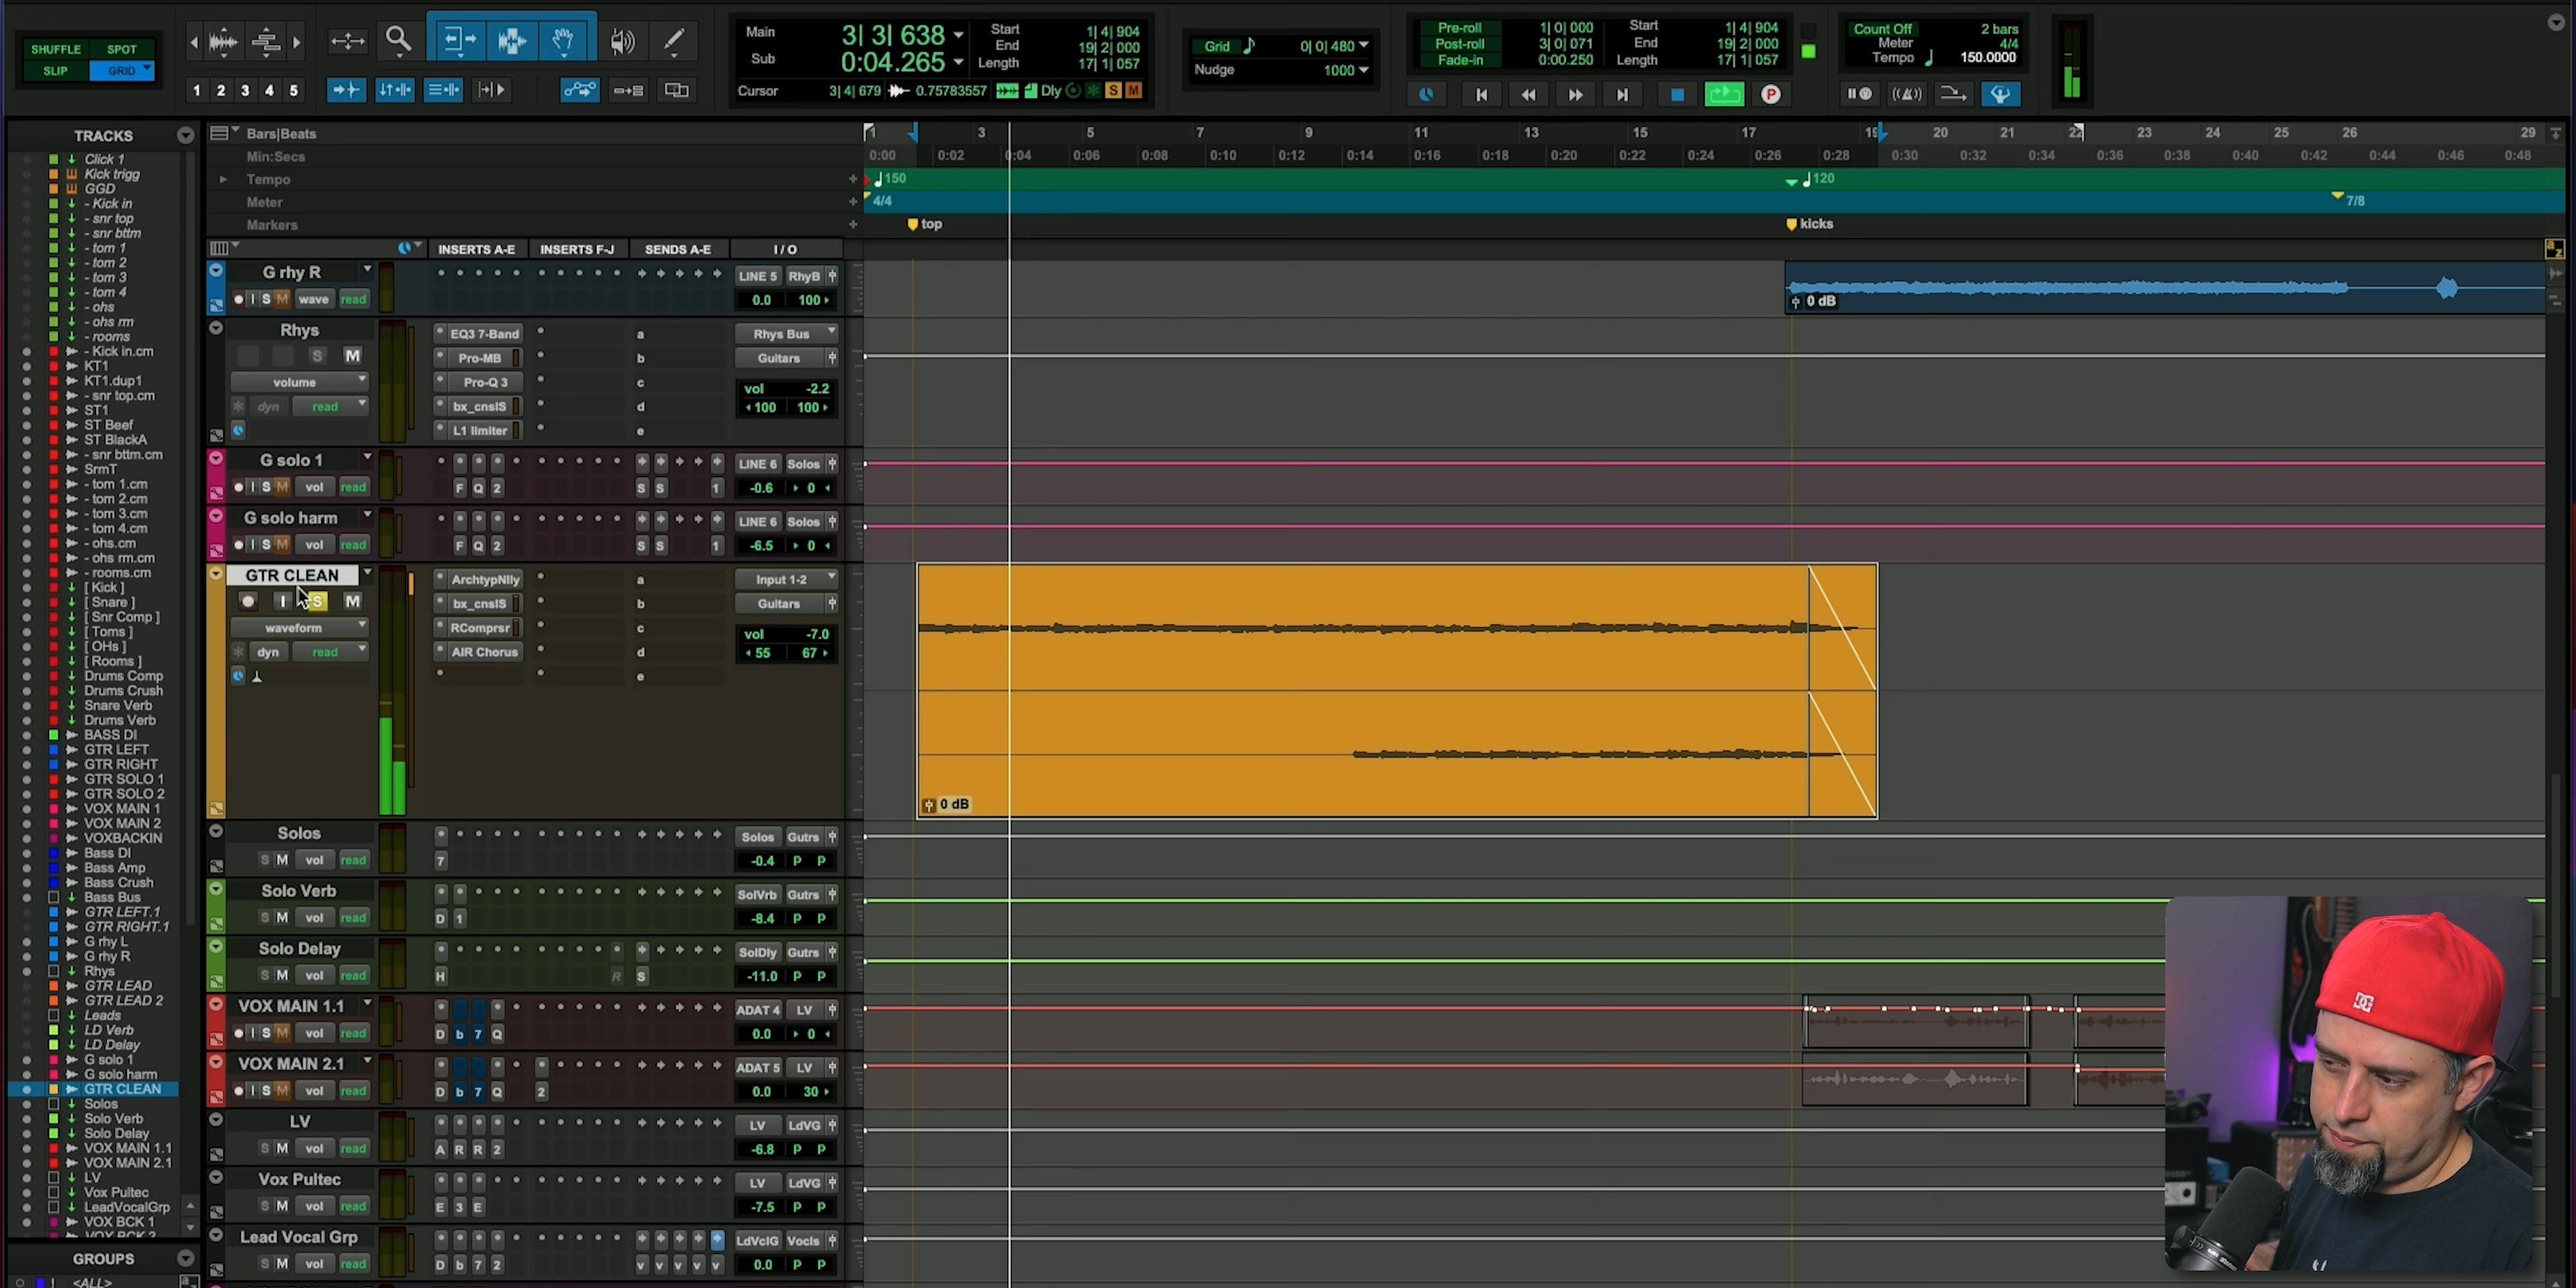 SHUFFLE SPOT
SLIP GRID
1 2 3 4 5
Main 3| 3| 638
Sub 0:04.265
Start 1| 4| 904
End 19| 2| 000
Length 17| 1| 057
Cursor 3| 4| 679 0.75783557 Dly S M
Grid 0| 0| 480
Nudge 1000
Pre-roll 1| 0| 000
Post-roll 3| 0| 071
Fade-in 0:00.250
Start 1| 4| 904
End 19| 2| 000
Length 17| 1| 057
P
Count Off 2 bars
Meter 4/4
Tempo 150.0000
TRACKS
Click 1
Kick trigg
GGD
- Kick in
- snr top
- snr bttm
- tom 1
- tom 2
- tom 3
- tom 4
- ohs
- ohs rm
- rooms
- Kick in.cm
KT1
KT1.dup1
- snr top.cm
ST1
ST Beef
ST BlackA
- snr bttm.cm
SrmT
- tom 1.cm
- tom 2.cm
- tom 3.cm
- tom 4.cm
- ohs.cm
- ohs rm.cm
- rooms.cm
[ Kick ]
[ Snare ]
[ Snr Comp ]
[ Toms ]
[ OHs ]
[ Rooms ]
Drums Comp
Drums Crush
Snare Verb
Drums Verb
BASS DI
GTR LEFT
GTR RIGHT
GTR SOLO 1
GTR SOLO 2
VOX MAIN 1
VOX MAIN 2
VOXBACKIN
Bass DI
Bass Amp
Bass Crush
Bass Bus
GTR LEFT.1
GTR RIGHT.1
G rhy L
G rhy R
Rhys
GTR LEAD
GTR LEAD 2
Leads
LD Verb
LD Delay
G solo 1
G solo harm
GTR CLEAN
Solos
Solo Verb
Solo Delay
VOX MAIN 1.1
VOX MAIN 2.1
LV
Vox Pultec
LeadVocalGrp
VOX BCK 1
VOX BCK 2
GROUPS
! <ALL>
Bars|Beats
Min:Secs
Tempo
Meter
Markers
1 3 5 7 9 11 13 15 17 19 20 21 22 23 24 25 26 29
0:00 0:02 0:04 0:06 0:08 0:10 0:12 0:14 0:16 0:18 0:20 0:22 0:24 0:26 0:28 0:30 0:32 0:34 0:36 0:38 0:40 0:42 0:44 0:46 0:48
150 120
4/4 7/8
top kicks
INSERTS A-E INSERTS F-J SENDS A-E I / O
G rhy R LINE 5 RhyB
I S M wave read 0.0 100
0 dB
Rhys EQ3 7-Band a Rhys Bus
S M Pro-MB b Guitars
volume Pro-Q 3 c vol -2.2
dyn read bx_cnslS d 100 100
L1 limiter e
G solo 1 LINE 6 Solos
I S M vol read F Q 2 S S 1 -0.6 0
G solo harm LINE 6 Solos
I S M vol read F Q 2 S S 1 -6.5 0
GTR CLEAN ArchtypNlly a Input 1-2
I S M bx_cnslS b Guitars
waveform RComprsr c vol -7.0
dyn read AIR Chorus d 55 67
e
0 dB
Solos Solos Gutrs
S M vol read 7 -0.4 P P
Solo Verb SolVrb Gutrs
S M vol read D 1 -8.4 P P
Solo Delay SolDly Gutrs
S M vol read H R S -11.0 P P
VOX MAIN 1.1 ADAT 4 LV
I S M vol read D b 7 Q 0.0 0
VOX MAIN 2.1 ADAT 5 LV
I S M vol read D b 7 Q 2 0.0 30
LV LV LdVG
S M vol read A R R 2 -6.8 P P
Vox Pultec LV LdVG
S M vol read E 3 E -7.5 P P
Lead Vocal Grp LdVclG Vocls
S M vol read D b 7 2 v v v v v 0.0 P P